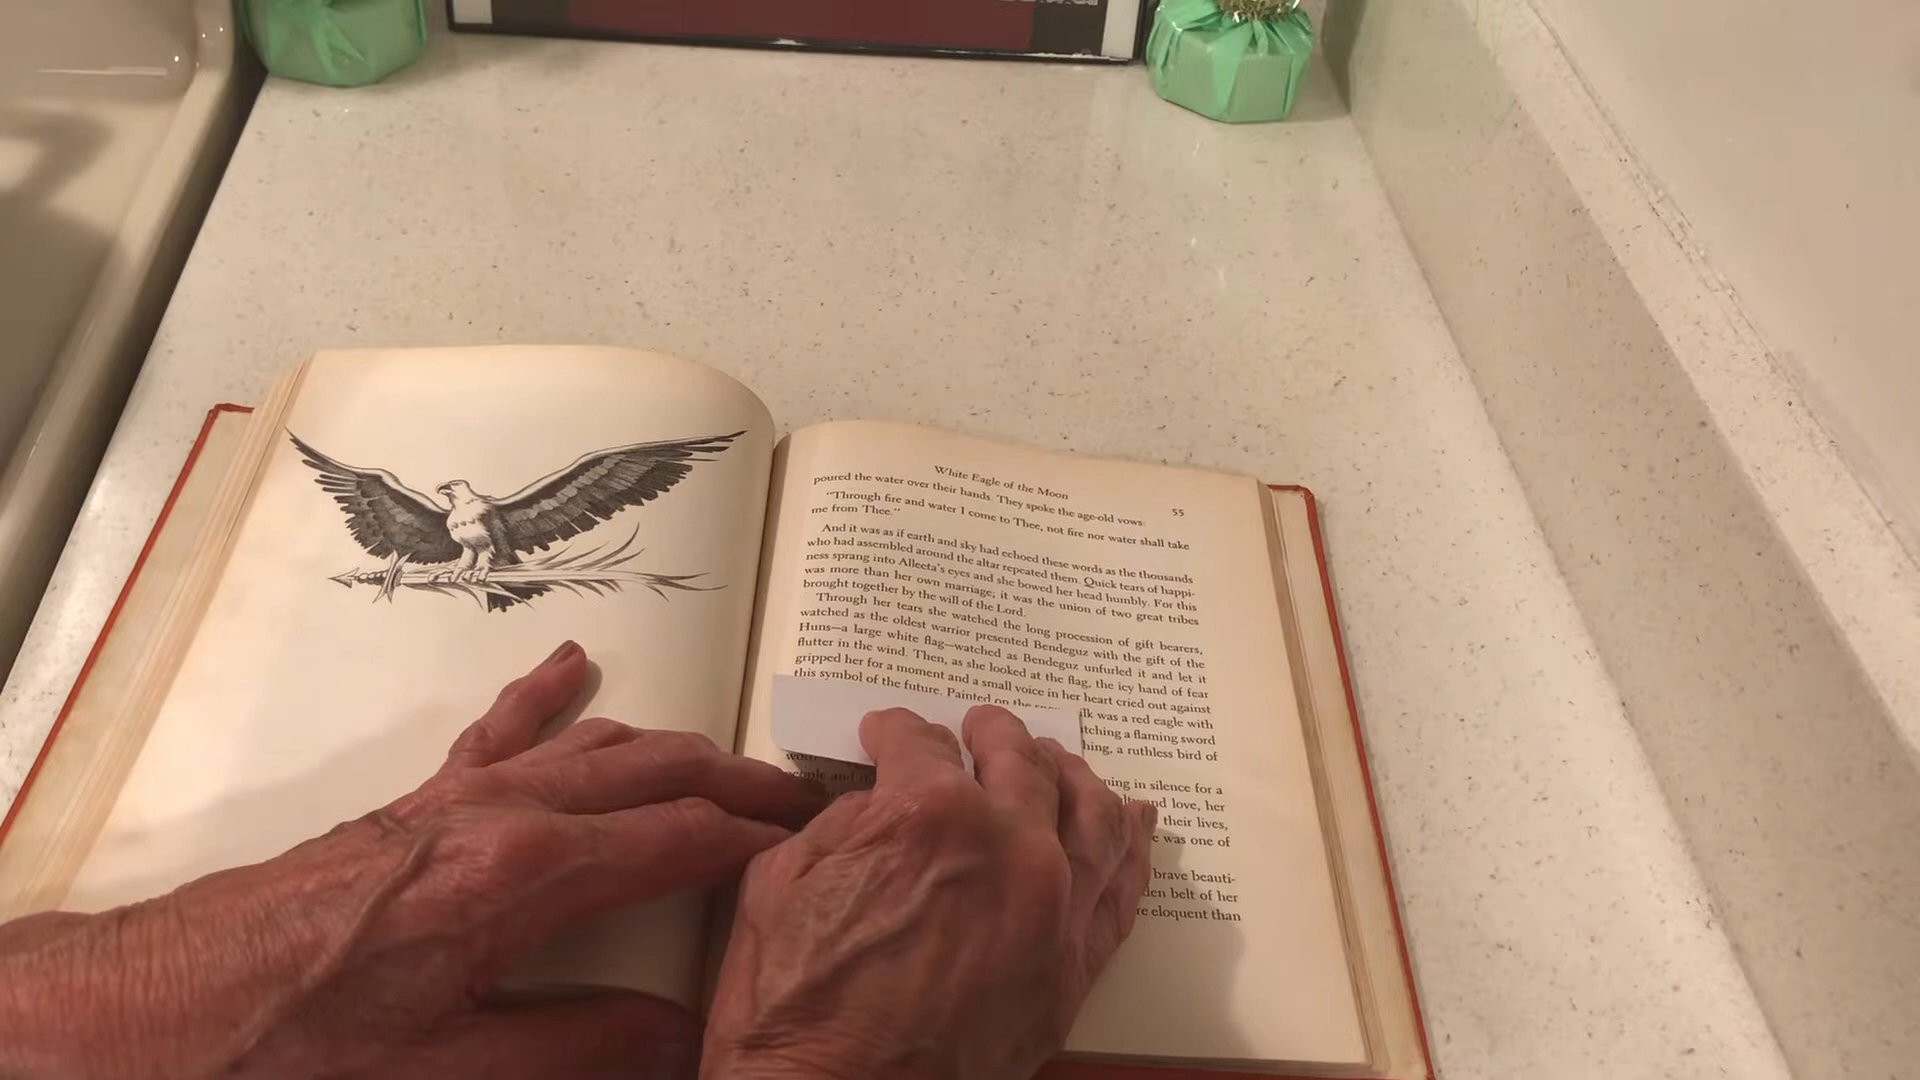 White Eagle of the Moon
55
poured the water over their hands. They spoke the age-old vows:
"Through fire and water I come to Thee, not fire nor water shall take
me from Thee."
And it was as if earth and sky had echoed these words as the thousands
who had assembled around the altar repeated them. Quick tears of happi-
ness sprang into Alleeta's eyes and she bowed her head humbly. For this
was more than her own marriage; it was the union of two great tribes
brought together by the will of the Lord.
Through her tears she watched the long procession of gift bearers,
watched as the oldest warrior presented Bendeguz with the gift of the
Huns—a large white flag—watched as Bendeguz unfurled it and let it
flutter in the wind. Then, as she looked at the flag, the icy hand of fear
gripped her for a moment and a small voice in her heart cried out against
this symbol of the future. Painted on the ilk was a red eagle with
tching a flaming sword
hing, a ruthless bird of
ning in silence for a
and love, her
people and their lives,
e was one of
brave beauti-
den belt of her
re eloquent than